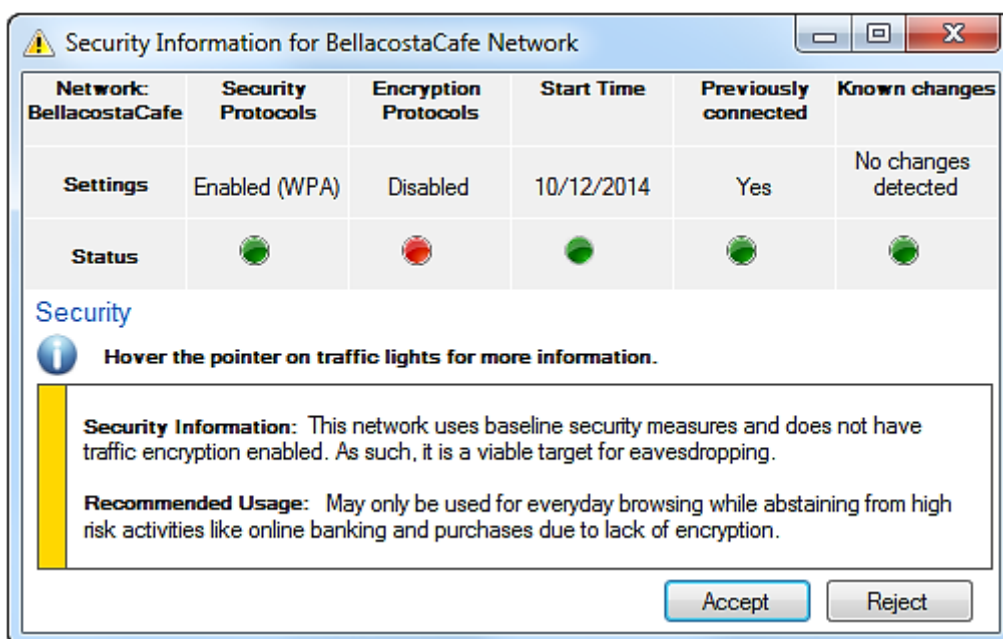 Security Information for BellacostaCafe Network
Network: BellacostaCafe
Security Protocols
Encryption Protocols
Start Time
Previously connected
Known changes
Settings
Enabled (WPA)
Disabled
10/12/2014
Yes
No changes detected
Status
Security
Hover the pointer on traffic lights for more information.
Security Information: This network uses baseline security measures and does not have
traffic encryption enabled. As such, it is a viable target for eavesdropping.
Recommended Usage: May only be used for everyday browsing while abstaining from high
risk activities like online banking and purchases due to lack of encryption.
Accept
Reject